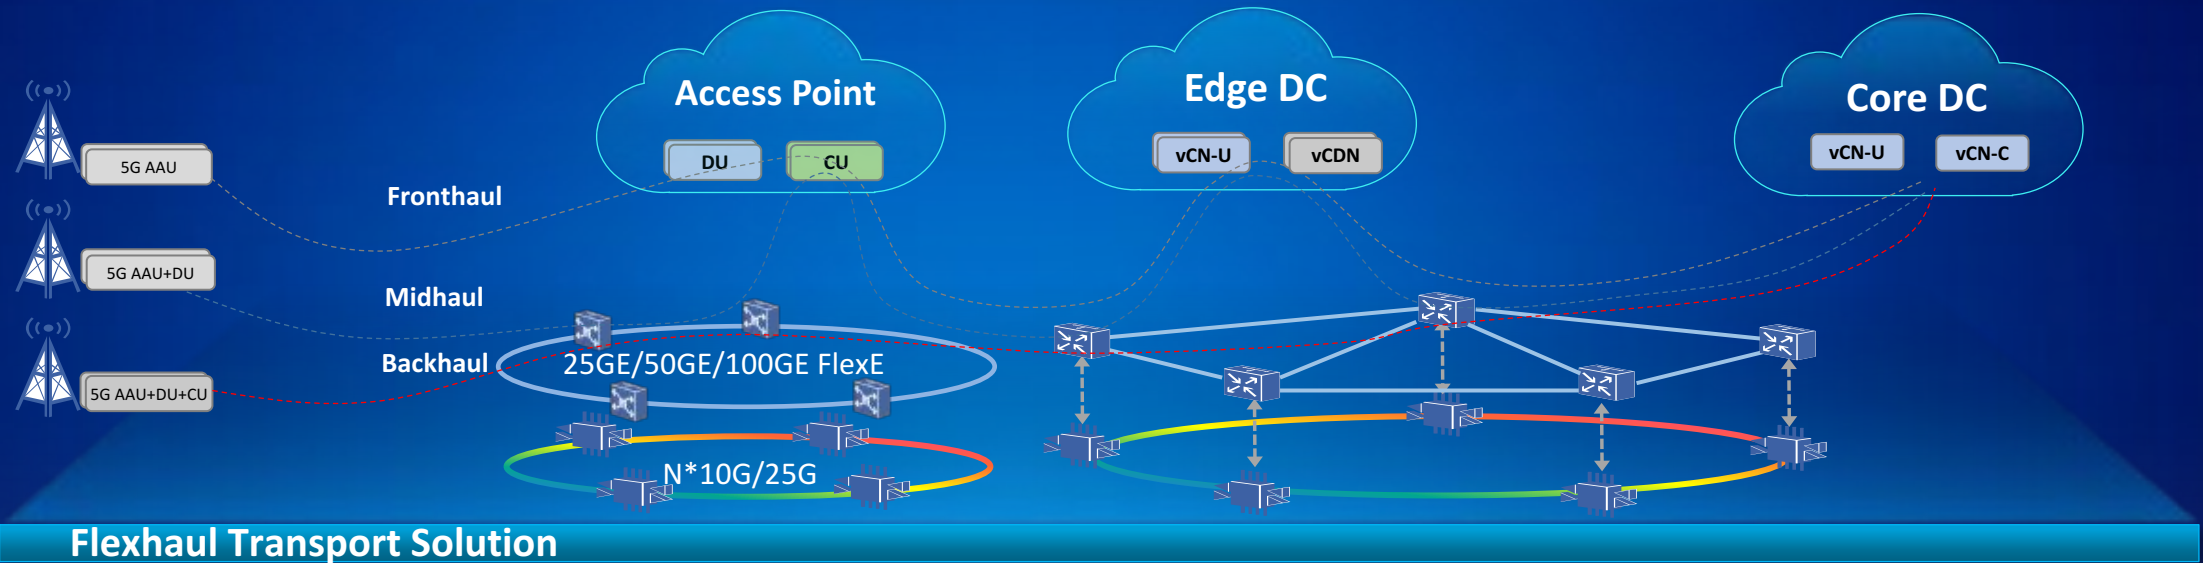 Access Point
DU
CU
Edge DC
vCN-U
vCDN
Core DC
vCN-U
vCN-C
5G AAU
Fronthaul
5G AAU+DU
Midhaul
5G AAU+DU+CU
Backhaul
25GE/50GE/100GE FlexE
N*10G/25G
Flexhaul Transport Solution